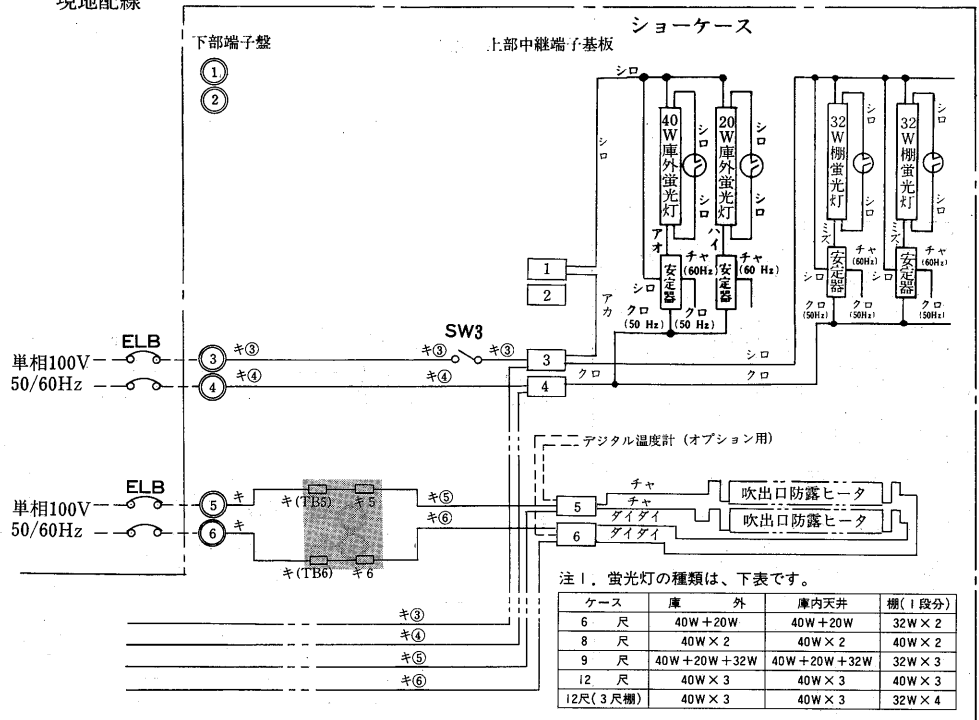 現地配線
ショーケース
下部端子盤
上部中継端子基板
1
2
シロ
シロ
アカ
40W庫外蛍光灯
シロ
シロ
20W庫外蛍光灯
シロ
シロ
32W棚蛍光灯
シロ
シロ
32W棚蛍光灯
シロ
シロ
アオ
ハイ
ミズ
ミズ
安定器
チャ
(60Hz)
安定器
チャ
(60 Hz)
安定器
チャ
(60Hz)
安定器
チャ
(60Hz)
シロ
シロ
シロ
クロ
(50 Hz)
クロ
(50 Hz)
クロ
(50Hz)
クロ
(50Hz)
1
2
単相100V
50/60Hz
ELB
3
キ③
キ③
SW3
キ③
3
シロ
4
キ④
キ④
4
クロ
クロ
デジタル温度計 (オプション用)
単相100V
50/60Hz
ELB
5
キ
キ(TB5)
キ5
キ⑤
5
チャ
チャ
吹出口防露ヒータ
6
キ
キ(TB6)
キ6
キ⑥
6
ダイダイ
ダイダイ
吹出口防露ヒータ
キ③
キ④
キ⑤
キ⑥
注1. 蛍光灯の種類は、下表です。
ケース 庫外 庫内天井 棚(1段分)
6尺 40W+20W 40W+20W 32W×2
8尺 40W×2 40W×2 40W×2
9尺 40W+20W+32W 40W+20W+32W 32W×3
12尺 40W×3 40W×3 40W×3
12尺(3尺棚) 40W×3 40W×3 32W×4